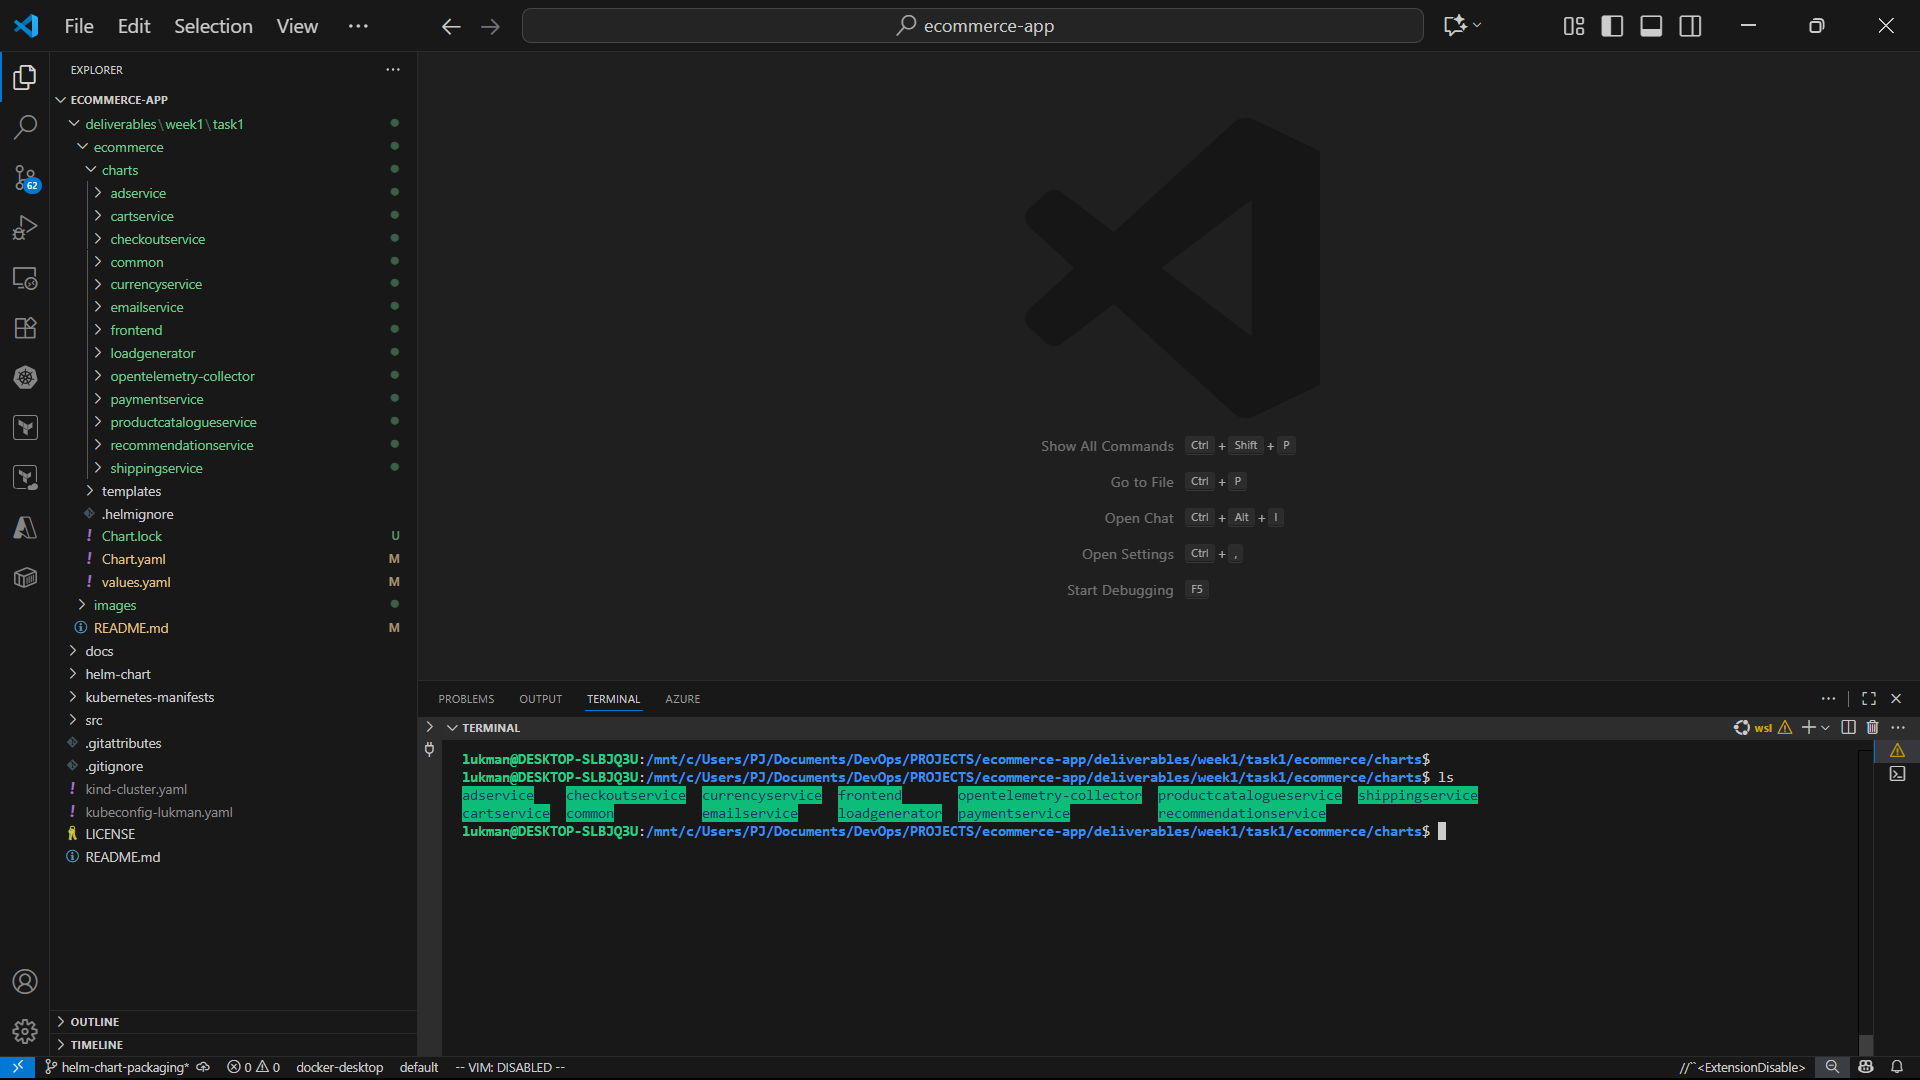 File Edit Selection View ···
ecommerce-app
EXPLORER
ECOMMERCE-APP
deliverables\week1\task1
ecommerce
charts
adservice
cartservice
checkoutservice
common
currencyservice
emailservice
frontend
loadgenerator
opentelemetry-collector
paymentservice
productcatalogueservice
recommendationservice
shippingservice
templates
.helmignore
! Chart.lock U
! Chart.yaml M
! values.yaml M
images
README.md M
docs
helm-chart
kubernetes-manifests
src
.gitattributes
.gitignore
! kind-cluster.yaml
! kubeconfig-lukman.yaml
LICENSE
README.md
OUTLINE
TIMELINE
62
Show All Commands Ctrl + Shift + P
Go to File Ctrl + P
Open Chat Ctrl + Alt + I
Open Settings Ctrl + ,
Start Debugging F5
PROBLEMS OUTPUT TERMINAL AZURE
TERMINAL
wsl
lukman@DESKTOP-SLBJQ3U:/mnt/c/Users/PJ/Documents/DevOps/PROJECTS/ecommerce-app/deliverables/week1/task1/ecommerce/charts$
lukman@DESKTOP-SLBJQ3U:/mnt/c/Users/PJ/Documents/DevOps/PROJECTS/ecommerce-app/deliverables/week1/task1/ecommerce/charts$ ls
adservice checkoutservice currencyservice frontend opentelemetry-collector productcatalogueservice shippingservice
cartservice common emailservice loadgenerator paymentservice recommendationservice
lukman@DESKTOP-SLBJQ3U:/mnt/c/Users/PJ/Documents/DevOps/PROJECTS/ecommerce-app/deliverables/week1/task1/ecommerce/charts$
helm-chart-packaging* 0 0 docker-desktop default -- VIM: DISABLED -- //¨`<ExtensionDisable>